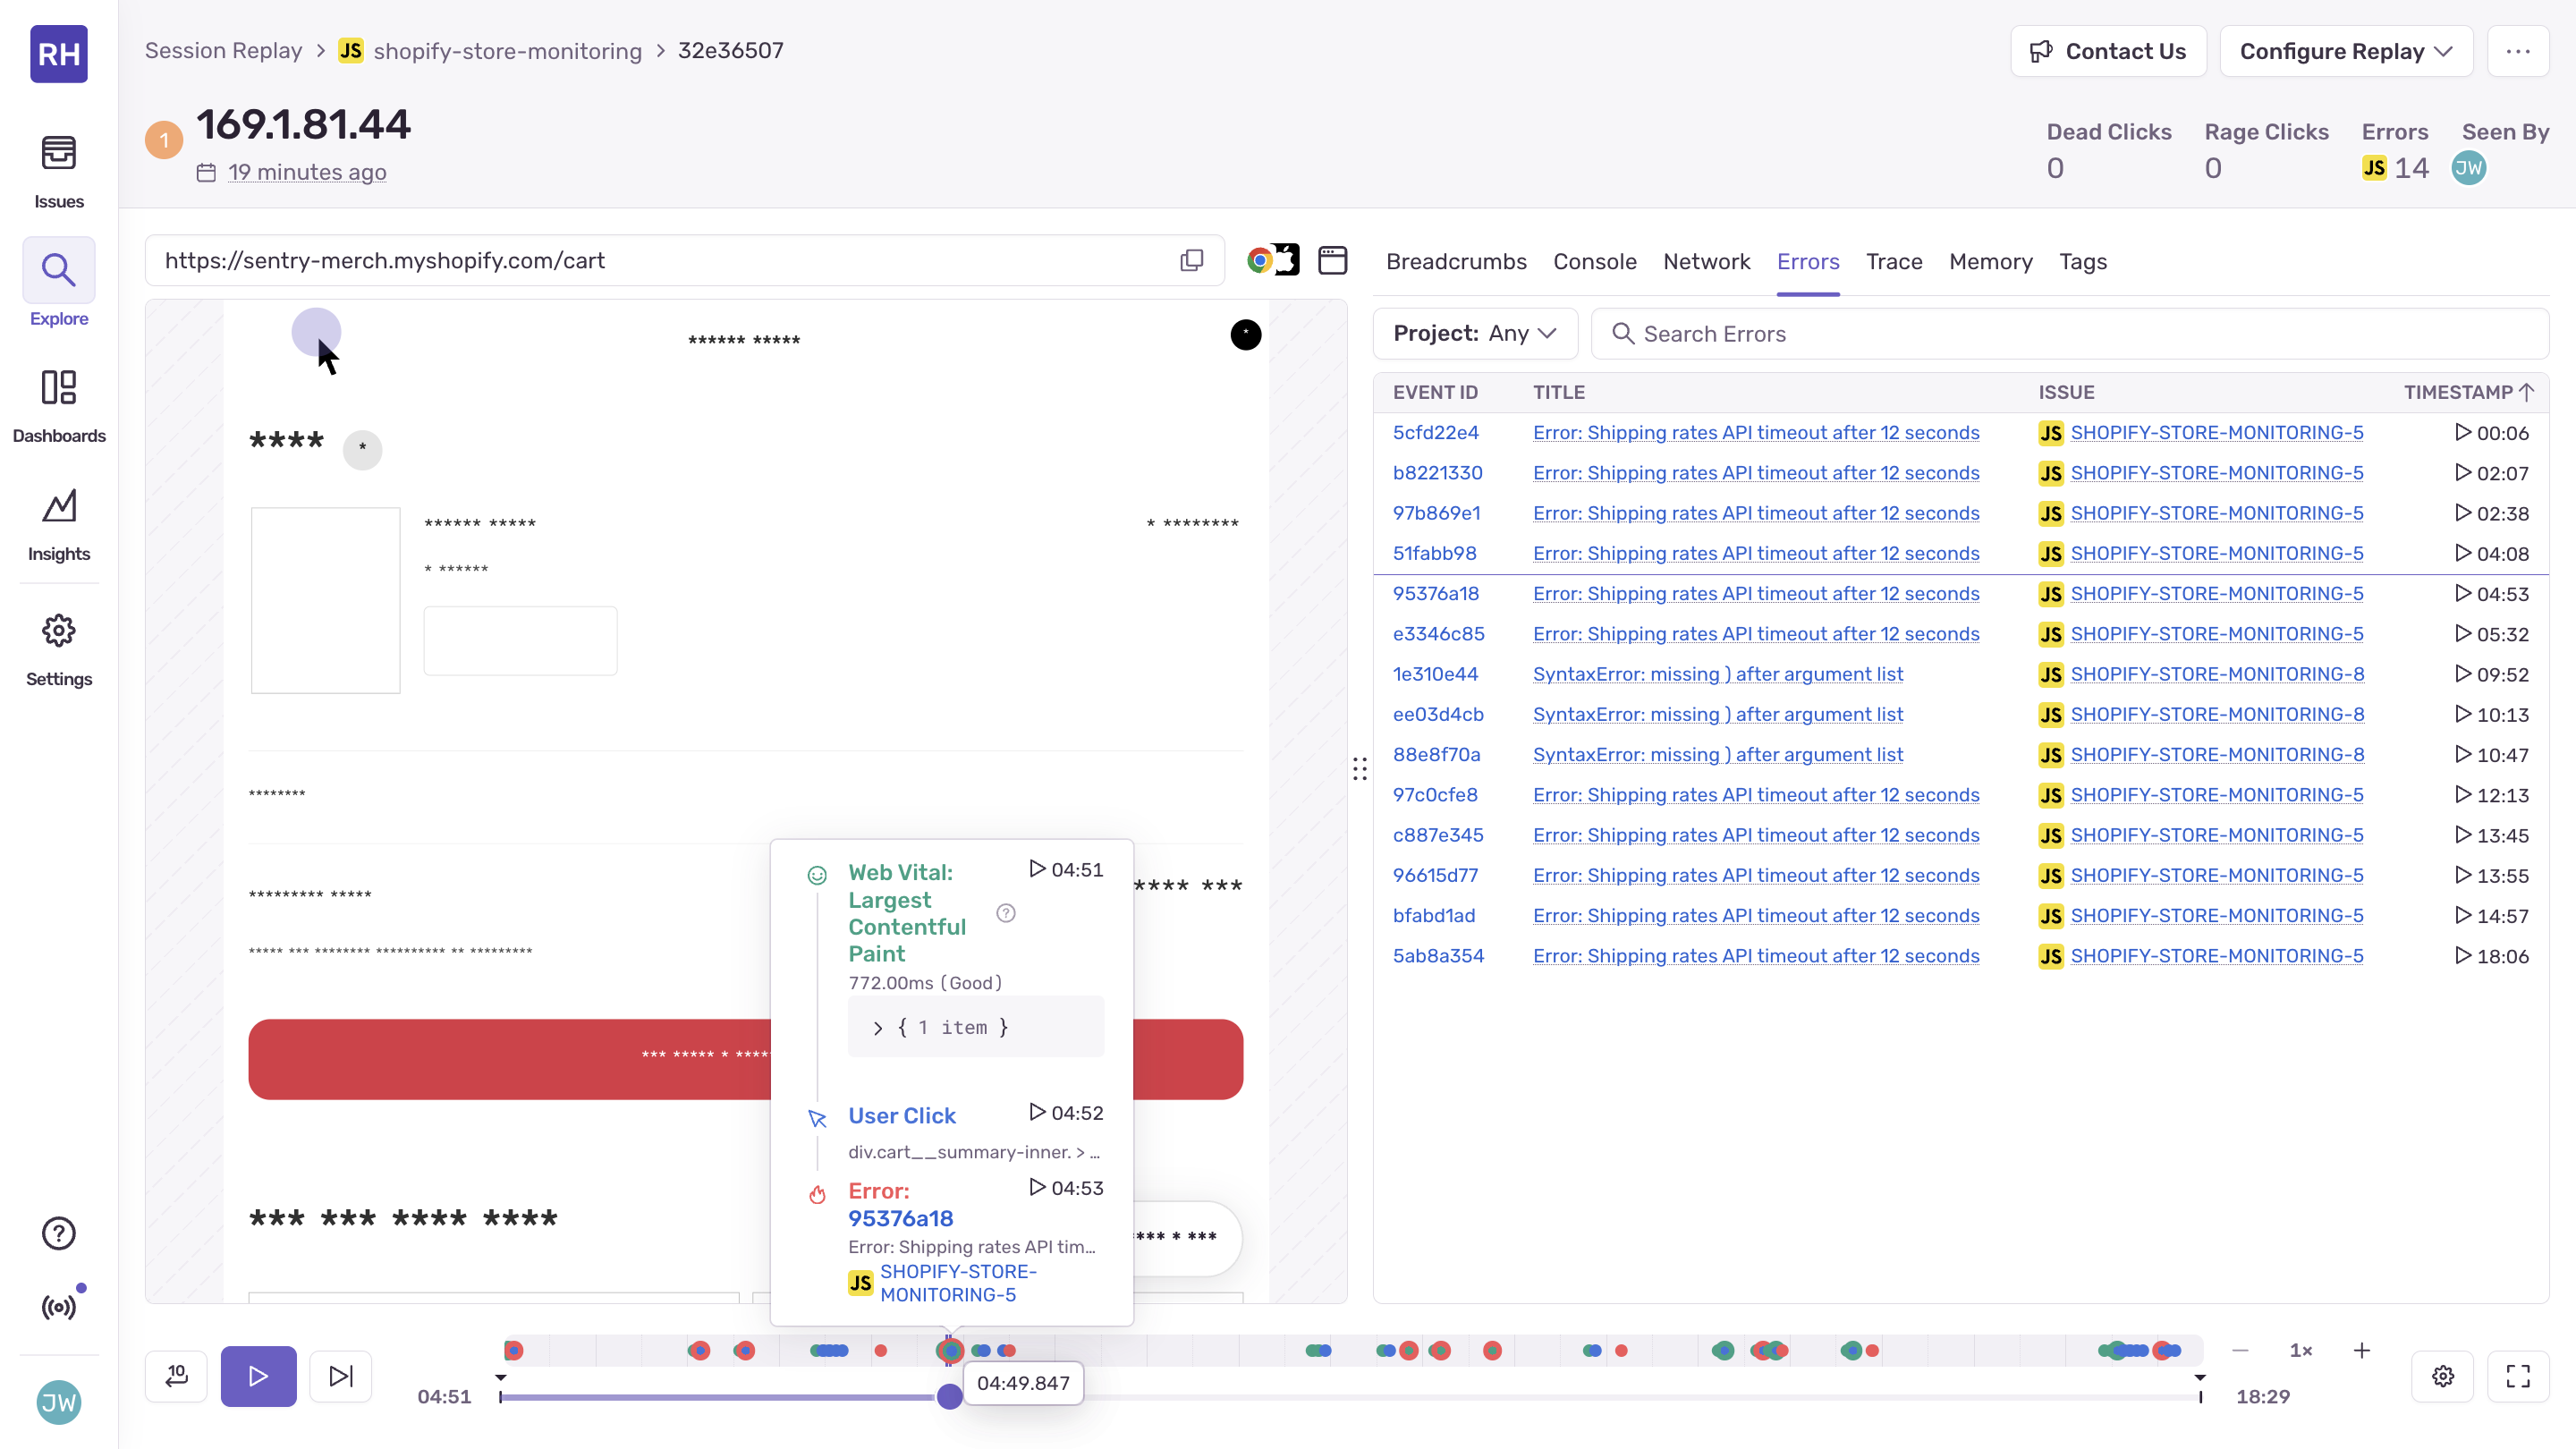 RH
Session Replay > JS shopify-store-monitoring > 32e36507
Contact Us
Configure Replay
...
1
169.1.81.44
19 minutes ago
Dead Clicks
0
Rage Clicks
0
Errors
JS 14
Seen By
JW
Issues
Explore
Dashboards
Insights
Settings
JW
https://sentry-merch.myshopify.com/cart
****** *****
*
**** *
****** *****
* ********
* ******
********
********* *****
**** ***
***** *** ******** ********** ** *********
*** ***** * *****
*** *** **** ****
**** * ***
Web Vital: Largest Contentful Paint
04:51
772.00ms (Good)
> { 1 item }
User Click
04:52
div.cart__summary-inner. > …
Error:
95376a18
04:53
Error: Shipping rates API tim…
JS SHOPIFY-STORE-
MONITORING-5
Breadcrumbs Console Network Errors Trace Memory Tags
Project: Any
Search Errors
EVENT ID TITLE ISSUE TIMESTAMP
5cfd22e4 Error: Shipping rates API timeout after 12 seconds JS SHOPIFY-STORE-MONITORING-5 00:06
b8221330 Error: Shipping rates API timeout after 12 seconds JS SHOPIFY-STORE-MONITORING-5 02:07
97b869e1 Error: Shipping rates API timeout after 12 seconds JS SHOPIFY-STORE-MONITORING-5 02:38
51fabb98 Error: Shipping rates API timeout after 12 seconds JS SHOPIFY-STORE-MONITORING-5 04:08
95376a18 Error: Shipping rates API timeout after 12 seconds JS SHOPIFY-STORE-MONITORING-5 04:53
e3346c85 Error: Shipping rates API timeout after 12 seconds JS SHOPIFY-STORE-MONITORING-5 05:32
1e310e44 SyntaxError: missing ) after argument list JS SHOPIFY-STORE-MONITORING-8 09:52
ee03d4cb SyntaxError: missing ) after argument list JS SHOPIFY-STORE-MONITORING-8 10:13
88e8f70a SyntaxError: missing ) after argument list JS SHOPIFY-STORE-MONITORING-8 10:47
97c0cfe8 Error: Shipping rates API timeout after 12 seconds JS SHOPIFY-STORE-MONITORING-5 12:13
c887e345 Error: Shipping rates API timeout after 12 seconds JS SHOPIFY-STORE-MONITORING-5 13:45
96615d77 Error: Shipping rates API timeout after 12 seconds JS SHOPIFY-STORE-MONITORING-5 13:55
bfabd1ad Error: Shipping rates API timeout after 12 seconds JS SHOPIFY-STORE-MONITORING-5 14:57
5ab8a354 Error: Shipping rates API timeout after 12 seconds JS SHOPIFY-STORE-MONITORING-5 18:06
10
04:51
04:49.847
1×
18:29